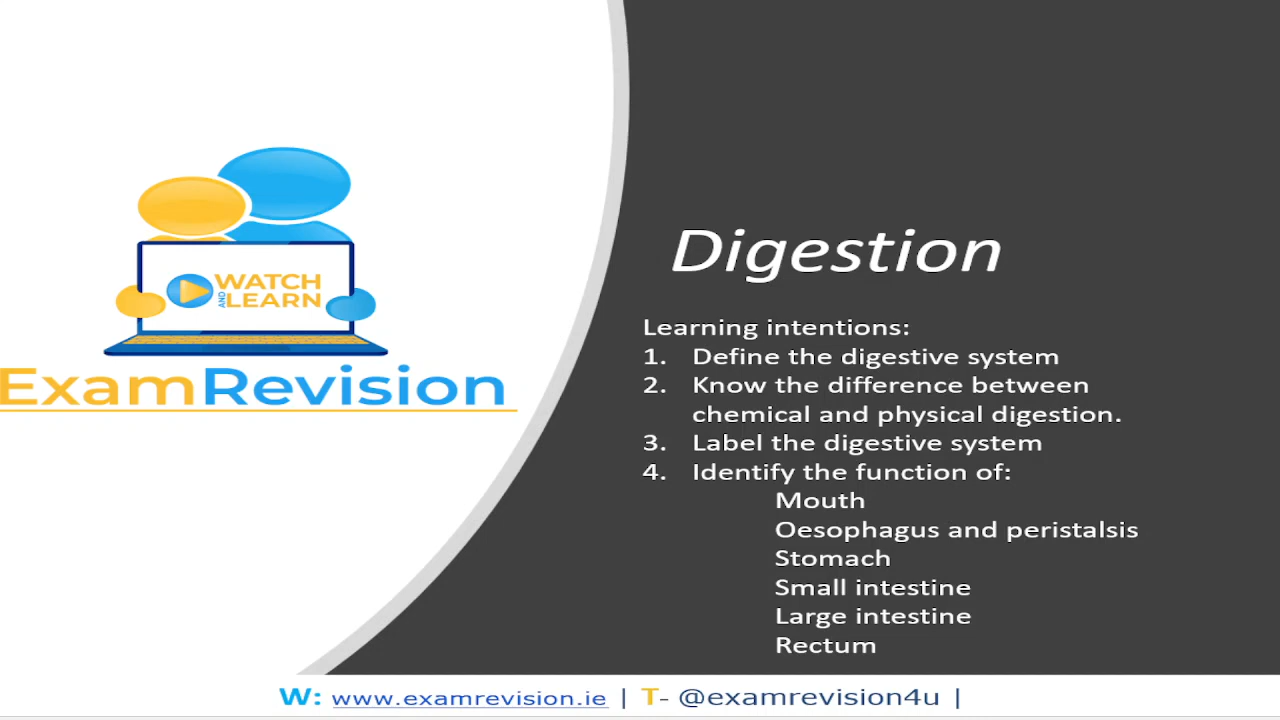 WATCH
AND
LEARN
ExamRevision
Digestion
Learning intentions:
1. Define the digestive system
2. Know the difference between
chemical and physical digestion.
3. Label the digestive system
4. Identify the function of:
Mouth
Oesophagus and peristalsis
Stomach
Small intestine
Large intestine
Rectum
W: www.examrevision.ie | T- @examrevision4u |